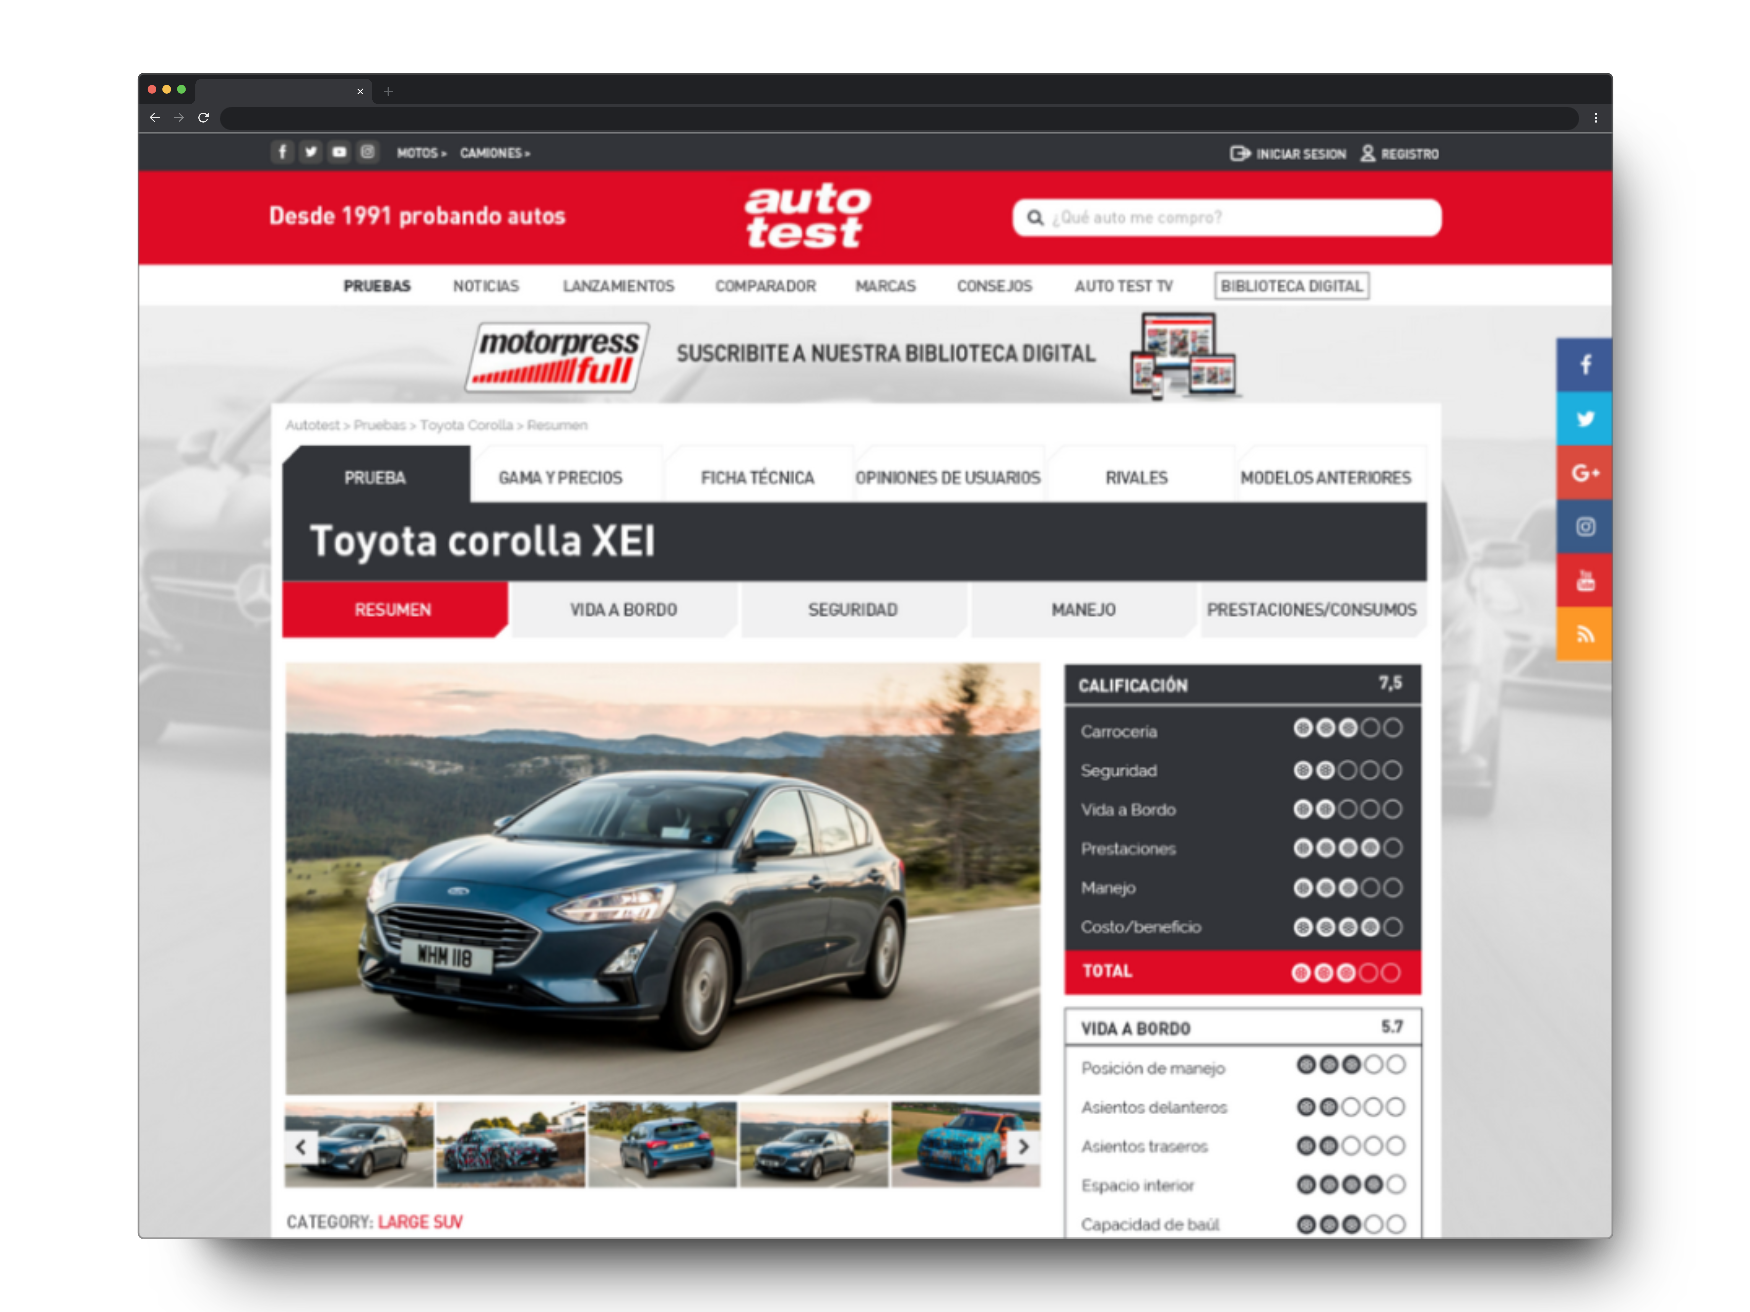 MOTOS » CAMIONES »
INICIAR SESION REGISTRO
Desde 1991 probando autos
auto
test
¿Qué auto me compro?
PRUEBAS NOTICIAS LANZAMIENTOS COMPARADOR MARCAS CONSEJOS AUTO TEST TV BIBLIOTECA DIGITAL
motorpress
full
SUSCRIBITE A NUESTRA BIBLIOTECA DIGITAL
Autotest > Pruebas > Toyota Corolla > Resumen
PRUEBA GAMA Y PRECIOS FICHA TÉCNICA OPINIONES DE USUARIOS RIVALES MODELOS ANTERIORES
Toyota corolla XEI
RESUMEN VIDA A BORDO SEGURIDAD MANEJO PRESTACIONES/CONSUMOS
WHM 118
CATEGORY: LARGE SUV
CALIFICACIÓN 7,5
Carrocería
Seguridad
Vida a Bordo
Prestaciones
Manejo
Costo/beneficio
TOTAL
VIDA A BORDO 5.7
Posición de manejo
Asientos delanteros
Asientos traseros
Espacio interior
Capacidad de baúl
G+